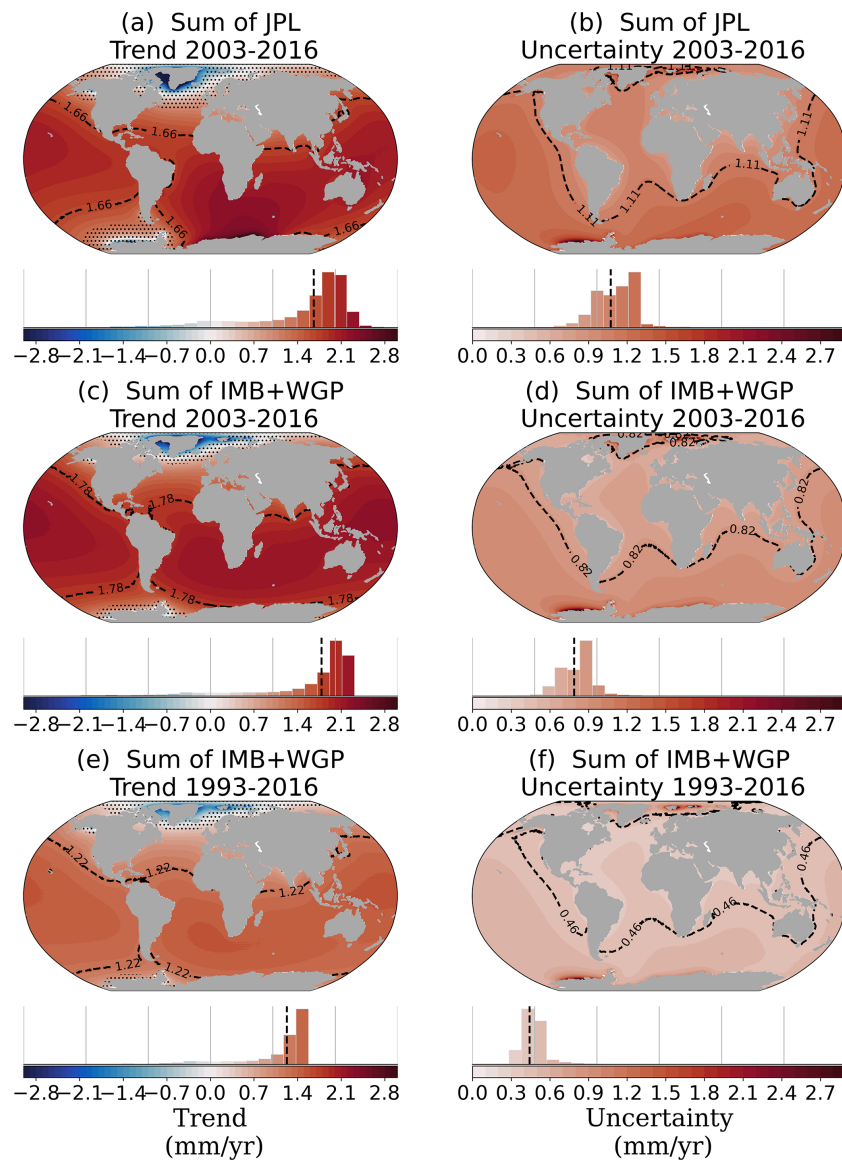 (a) Sum of JPL
Trend 2003-2016
(b) Sum of JPL
Uncertainty 2003-2016
1.66
1.66
1.66
1.66
1.66
1.11
1.11
1.11
1.11
1.11
1.11
−2.8−2.1−1.4−0.7 0.0 0.7 1.4 2.1 2.8
0.0 0.3 0.6 0.9 1.2 1.5 1.8 2.1 2.4 2.7
(c) Sum of IMB+WGP
Trend 2003-2016
(d) Sum of IMB+WGP
Uncertainty 2003-2016
1.78
1.78
1.78
1.78
0.82
0.82
0.82
0.82
0.82
0.82
0.82
−2.8−2.1−1.4−0.7 0.0 0.7 1.4 2.1 2.8
0.0 0.3 0.6 0.9 1.2 1.5 1.8 2.1 2.4 2.7
(e) Sum of IMB+WGP
Trend 1993-2016
(f) Sum of IMB+WGP
Uncertainty 1993-2016
1.22
1.22
1.22
1.22
1.22
0.46
0.46
0.46
0.46
−2.8−2.1−1.4−0.7 0.0 0.7 1.4 2.1 2.8
0.0 0.3 0.6 0.9 1.2 1.5 1.8 2.1 2.4 2.7
Trend
(mm/yr)
Uncertainty
(mm/yr)